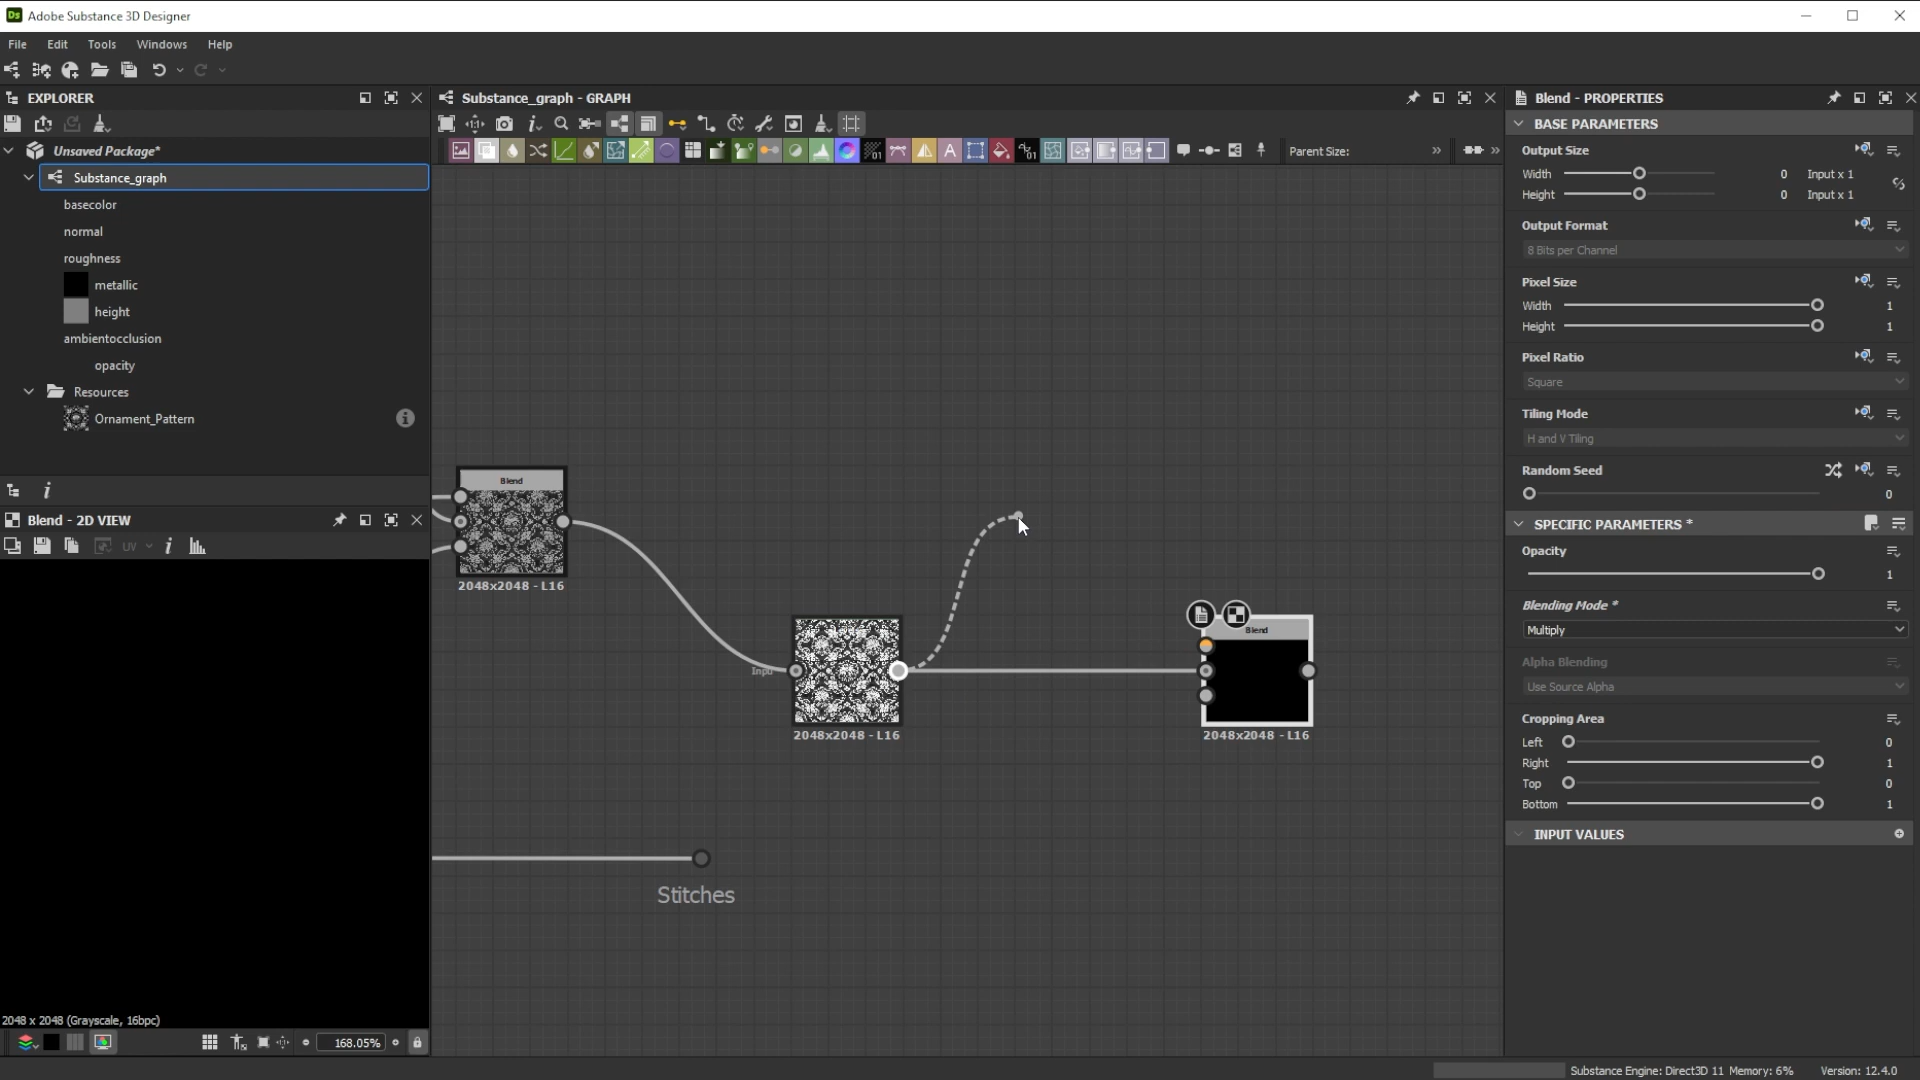 Adobe Substance 3D Designer
File Edit Tools Windows Help
EXPLORER
Unsaved Package*
Substance_graph
basecolor
normal
roughness
metallic
height
ambientocclusion
opacity
Resources
Ornament_Pattern
Blend - 2D VIEW
UV
2048 x 2048 (Grayscale, 16bpc)
168.05%
Substance_graph - GRAPH
Parent Size:
Blend
2048x2048 - L16
2048x2048 - L16
Blend
2048x2048 - L16
Stitches
Blend - PROPERTIES
BASE PARAMETERS
Output Size
Width 0 Input x 1
Height 0 Input x 1
Output Format
8 Bits per Channel
Pixel Size
Width 1
Height 1
Pixel Ratio
Square
Tiling Mode
H and V Tiling
Random Seed
0
SPECIFIC PARAMETERS *
Opacity
1
Blending Mode *
Multiply
Alpha Blending
Use Source Alpha
Cropping Area
Left 0
Right 1
Top 0
Bottom 1
INPUT VALUES
Substance Engine: Direct3D 11 Memory: 6% Version: 12.4.0